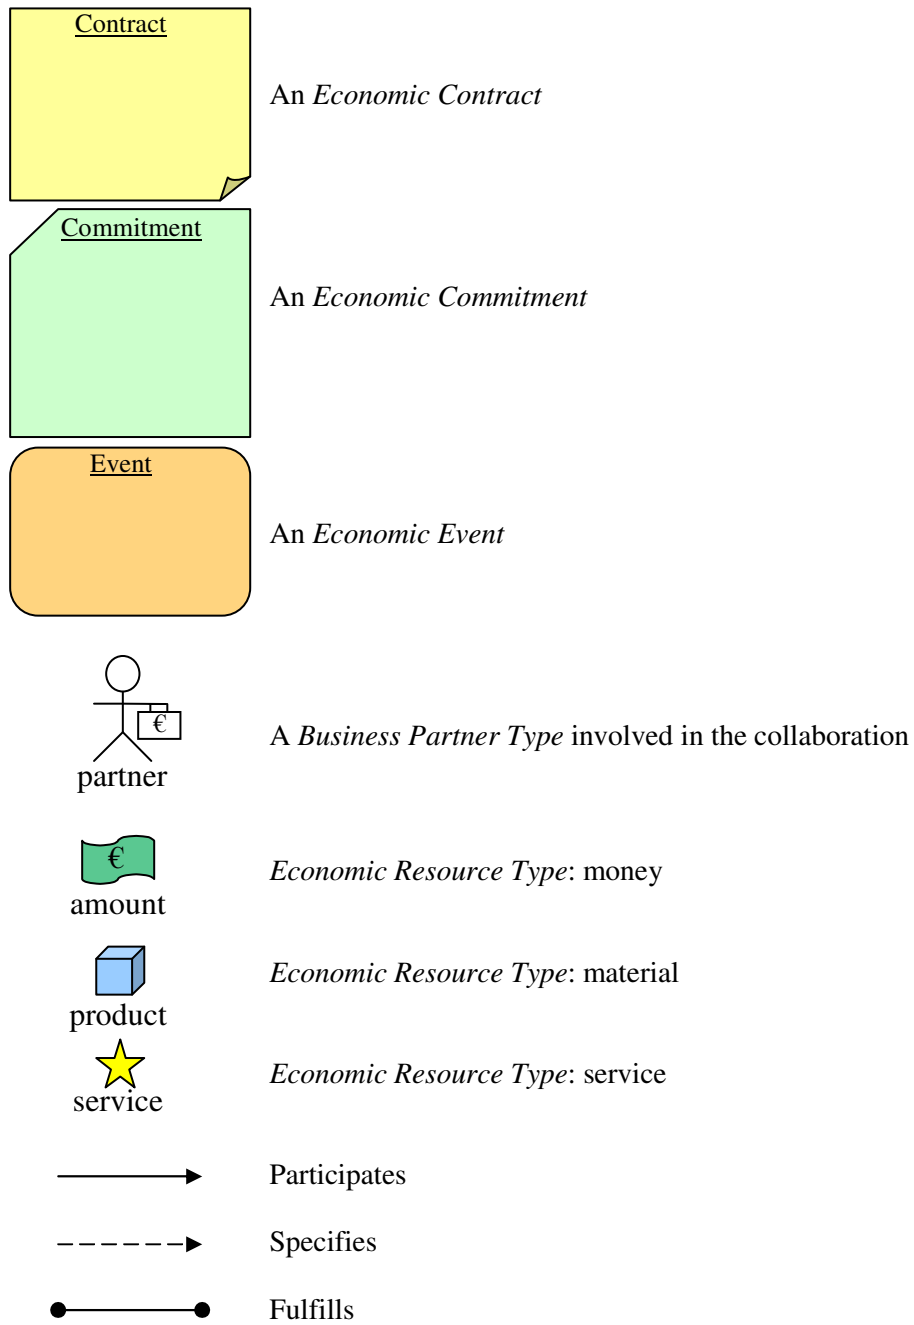 Contract
An Economic Contract
Commitment
An Economic Commitment
Event
An Economic Event
€
A Business Partner Type involved in the collaboration
partner
€
Economic Resource Type: money
amount
Economic Resource Type: material
product
Economic Resource Type: service
service
Participates
Specifies
Fulfills